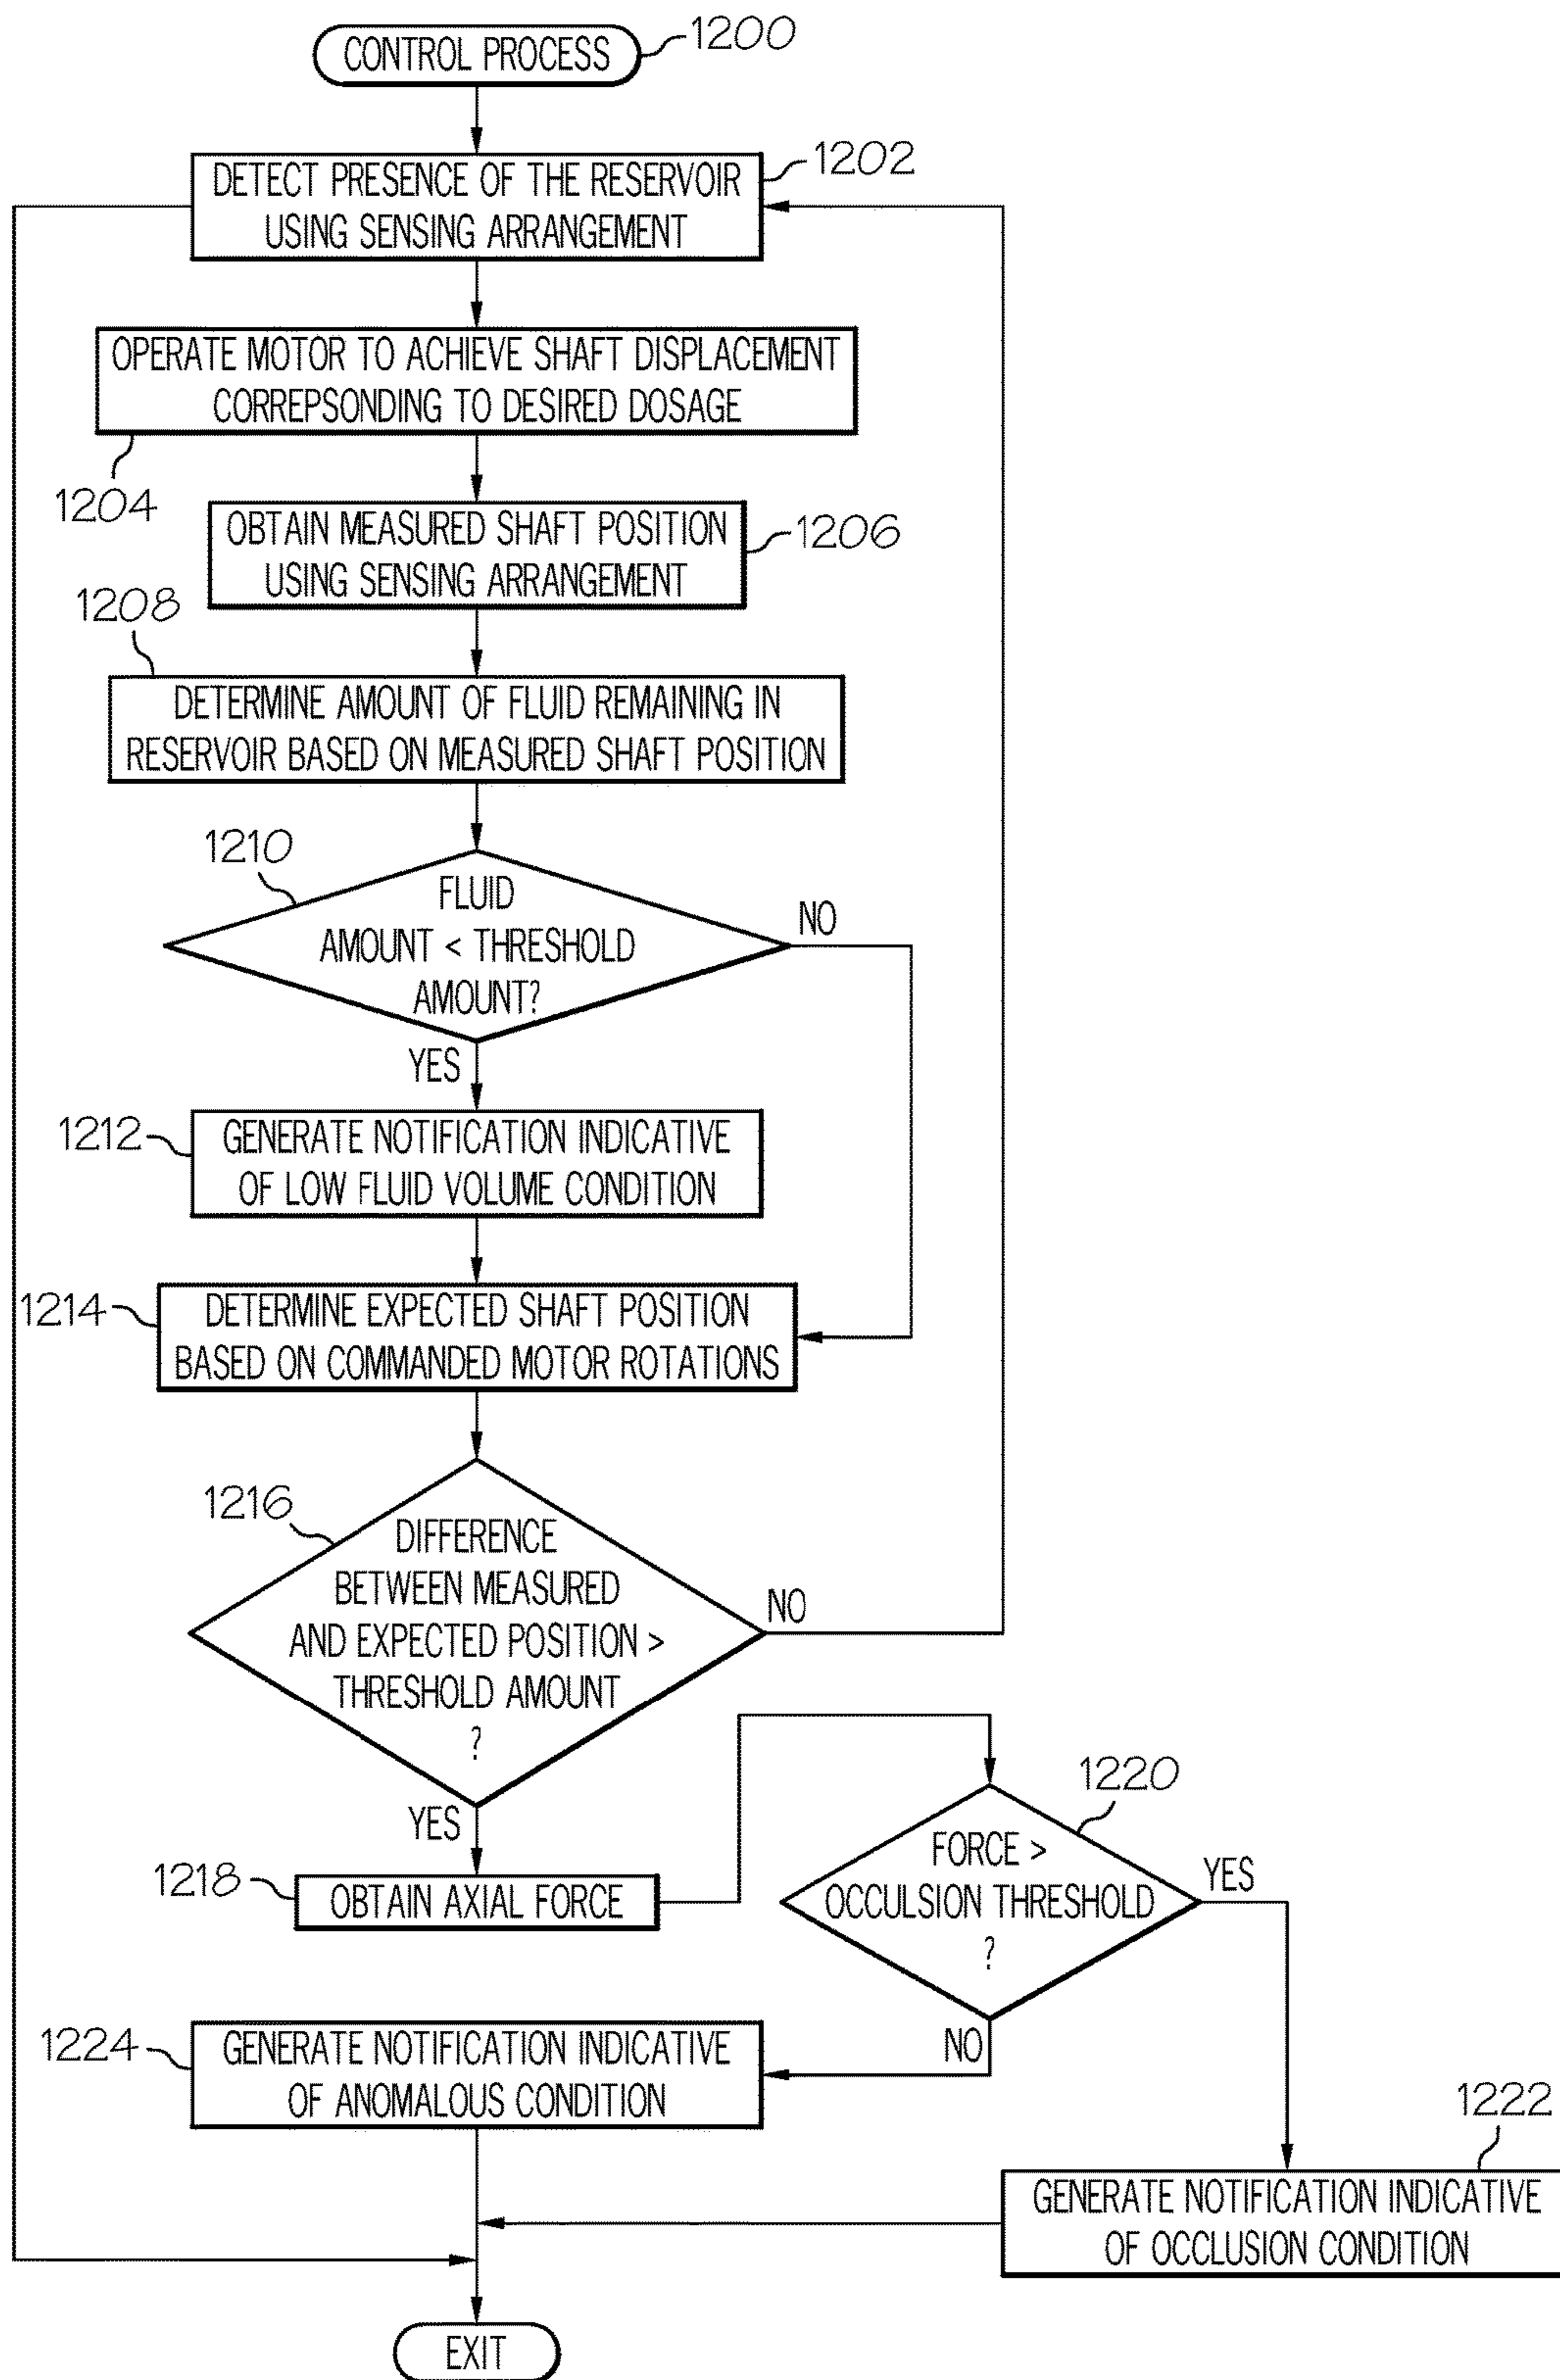 CONTROL PROCESS
1200
DETECT PRESENCE OF THE RESERVOIR
USING SENSING ARRANGEMENT
1202
OPERATE MOTOR TO ACHIEVE SHAFT DISPLACEMENT
CORREPSONDING TO DESIRED DOSAGE
1204
OBTAIN MEASURED SHAFT POSITION
USING SENSING ARRANGEMENT
1206
1208
DETERMINE AMOUNT OF FLUID REMAINING IN
RESERVOIR BASED ON MEASURED SHAFT POSITION
1210
FLUID
AMOUNT < THRESHOLD
AMOUNT?
NO
YES
1212
GENERATE NOTIFICATION INDICATIVE
OF LOW FLUID VOLUME CONDITION
1214
DETERMINE EXPECTED SHAFT POSITION
BASED ON COMMANDED MOTOR ROTATIONS
1216
DIFFERENCE
BETWEEN MEASURED
AND EXPECTED POSITION >
THRESHOLD AMOUNT
?
NO
YES
1218
OBTAIN AXIAL FORCE
1220
FORCE >
OCCULSION THRESHOLD
?
YES
NO
1224
GENERATE NOTIFICATION INDICATIVE
OF ANOMALOUS CONDITION
1222
GENERATE NOTIFICATION INDICATIVE
OF OCCLUSION CONDITION
EXIT